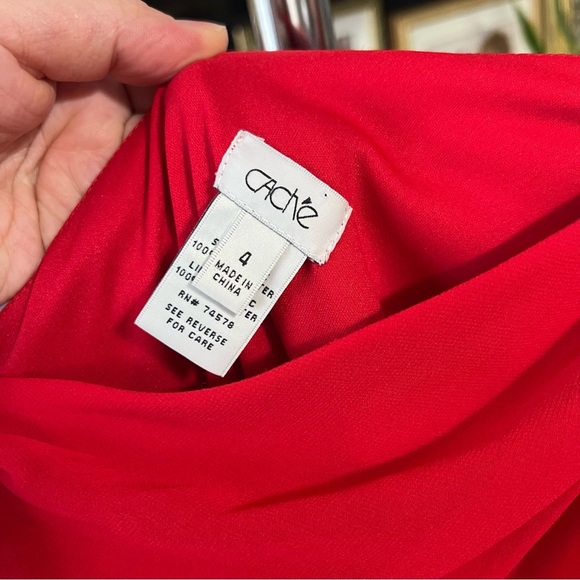 CACHÉ
4
MADE IN
CHINA
RN# 74578
SEE REVERSE
FOR CARE